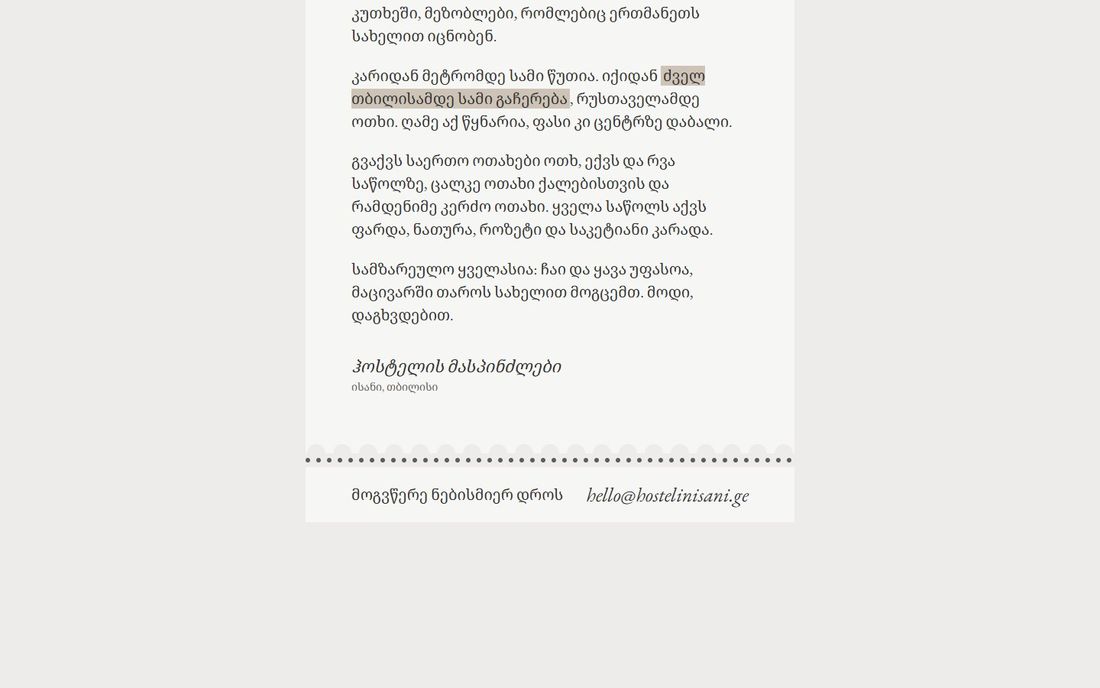 კუთხეში, მეზობლები, რომლებიც ერთმანეთს
სახელით იცნობენ.
კარიდან მეტრომდე სამი წუთია. იქიდან ძველ
თბილისამდე სამი გაჩერება, რუსთაველამდე
ოთხი. ღამე აქ წყნარია, ფასი კი ცენტრზე დაბალი.
გვაქვს საერთო ოთახები ოთხ, ექვს და რვა
საწოლზე, ცალკე ოთახი ქალებისთვის და
რამდენიმე კერძო ოთახი. ყველა საწოლს აქვს
ფარდა, ნათურა, როზეტი და საკეტიანი კარადა.
სამზარეულო ყველასია: ჩაი და ყავა უფასოა,
მაცივარში თაროს სახელით მოგცემთ. მოდი,
დაგხვდებით.
ჰოსტელის მასპინძლები
ისანი, თბილისი
მოგვწერე ნებისმიერ დროს hello@hostelinisani.ge